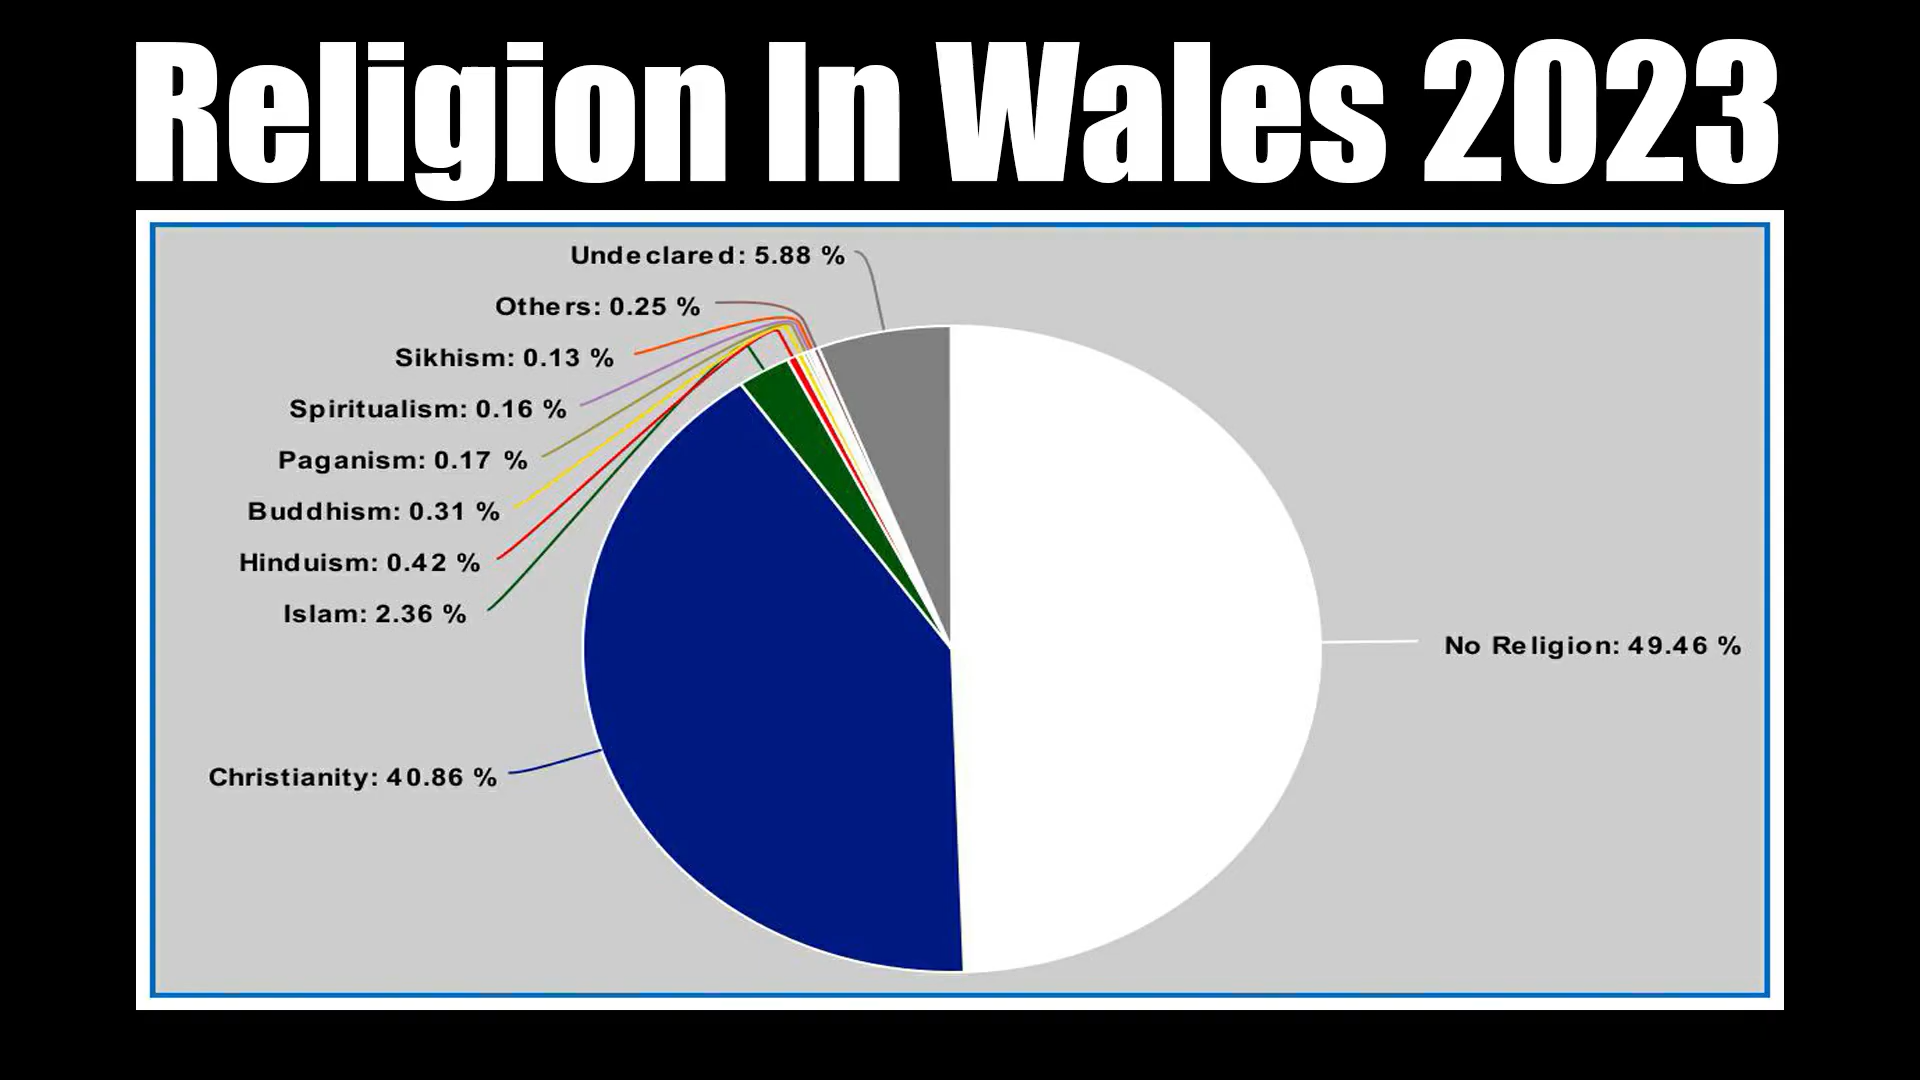 Religion In Wales 2023
Undeclared: 5.88 %
Others: 0.25 %
Sikhism: 0.13 %
Spiritualism: 0.16 %
Paganism: 0.17 %
Buddhism: 0.31 %
Hinduism: 0.42 %
Islam: 2.36 %
No Religion: 49.46 %
Christianity: 40.86 %